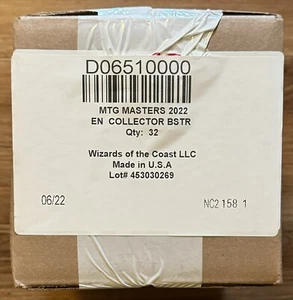 D06510000
MTG MASTERS 2022
EN COLLECTOR BSTR
Qty: 32
Wizards of the Coast LLC
Made in U.S.A
Lot# 453030269
06/22 NC2 158 1